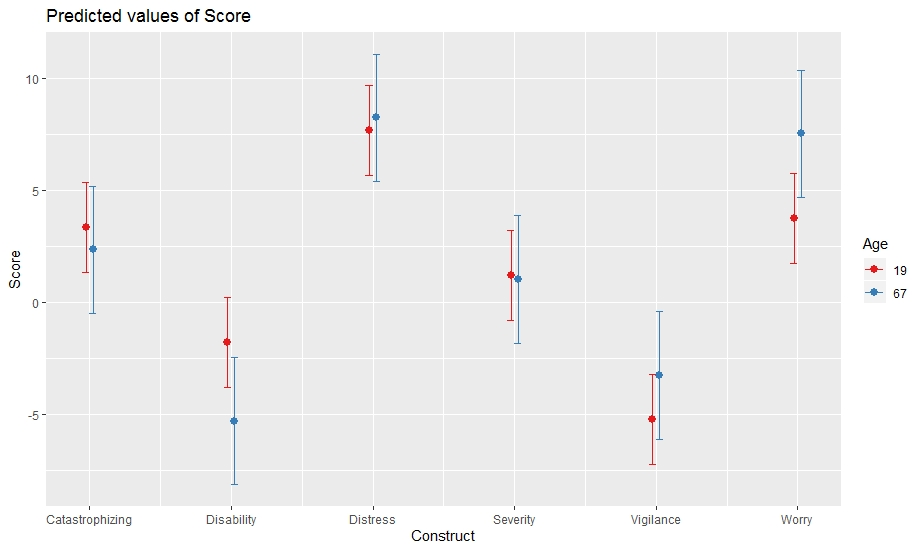 Predicted values of Score
Score
10
5
0
-5
Catastrophizing Disability Distress Severity Vigilance Worry
Construct
Age
19
67